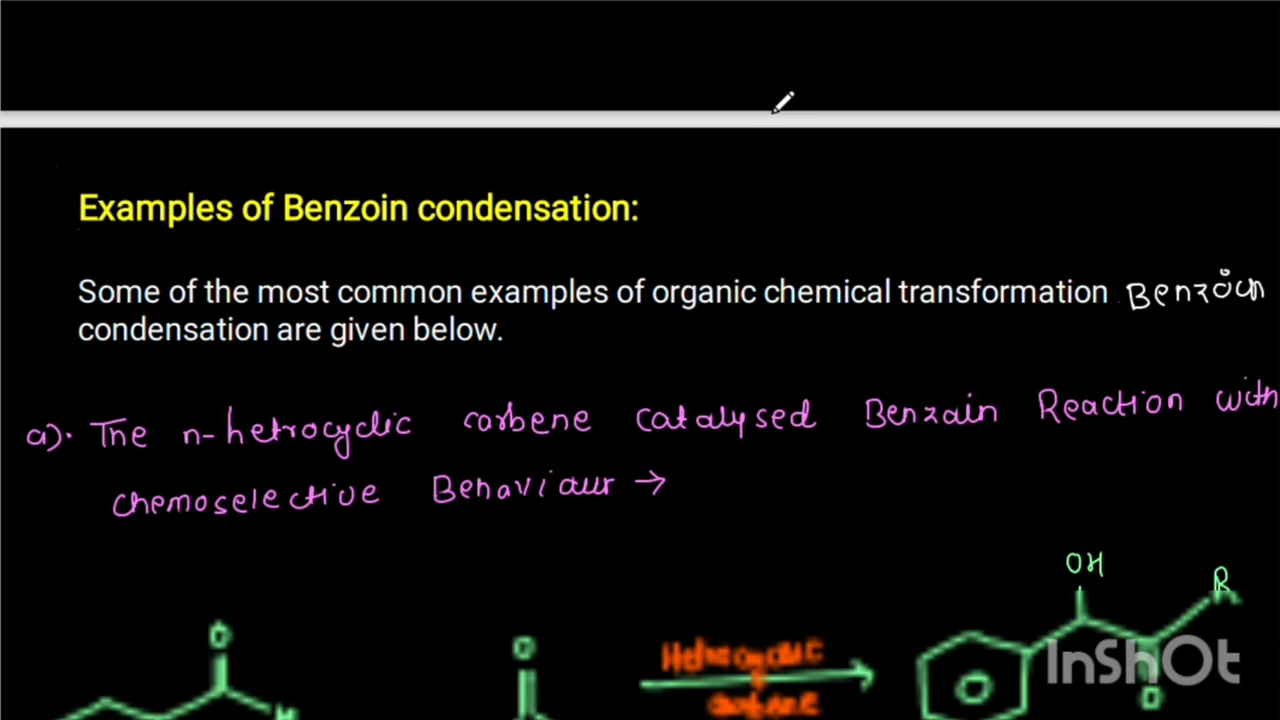 Examples of Benzoin condensation:
Some of the most common examples of organic chemical transformation Benzoin
condensation are given below.
a). The n-hetrocyclic carbene catalysed Benzain Reaction with
chemoselective Behaviour →
OH
R
O
O
H
O
InShOt